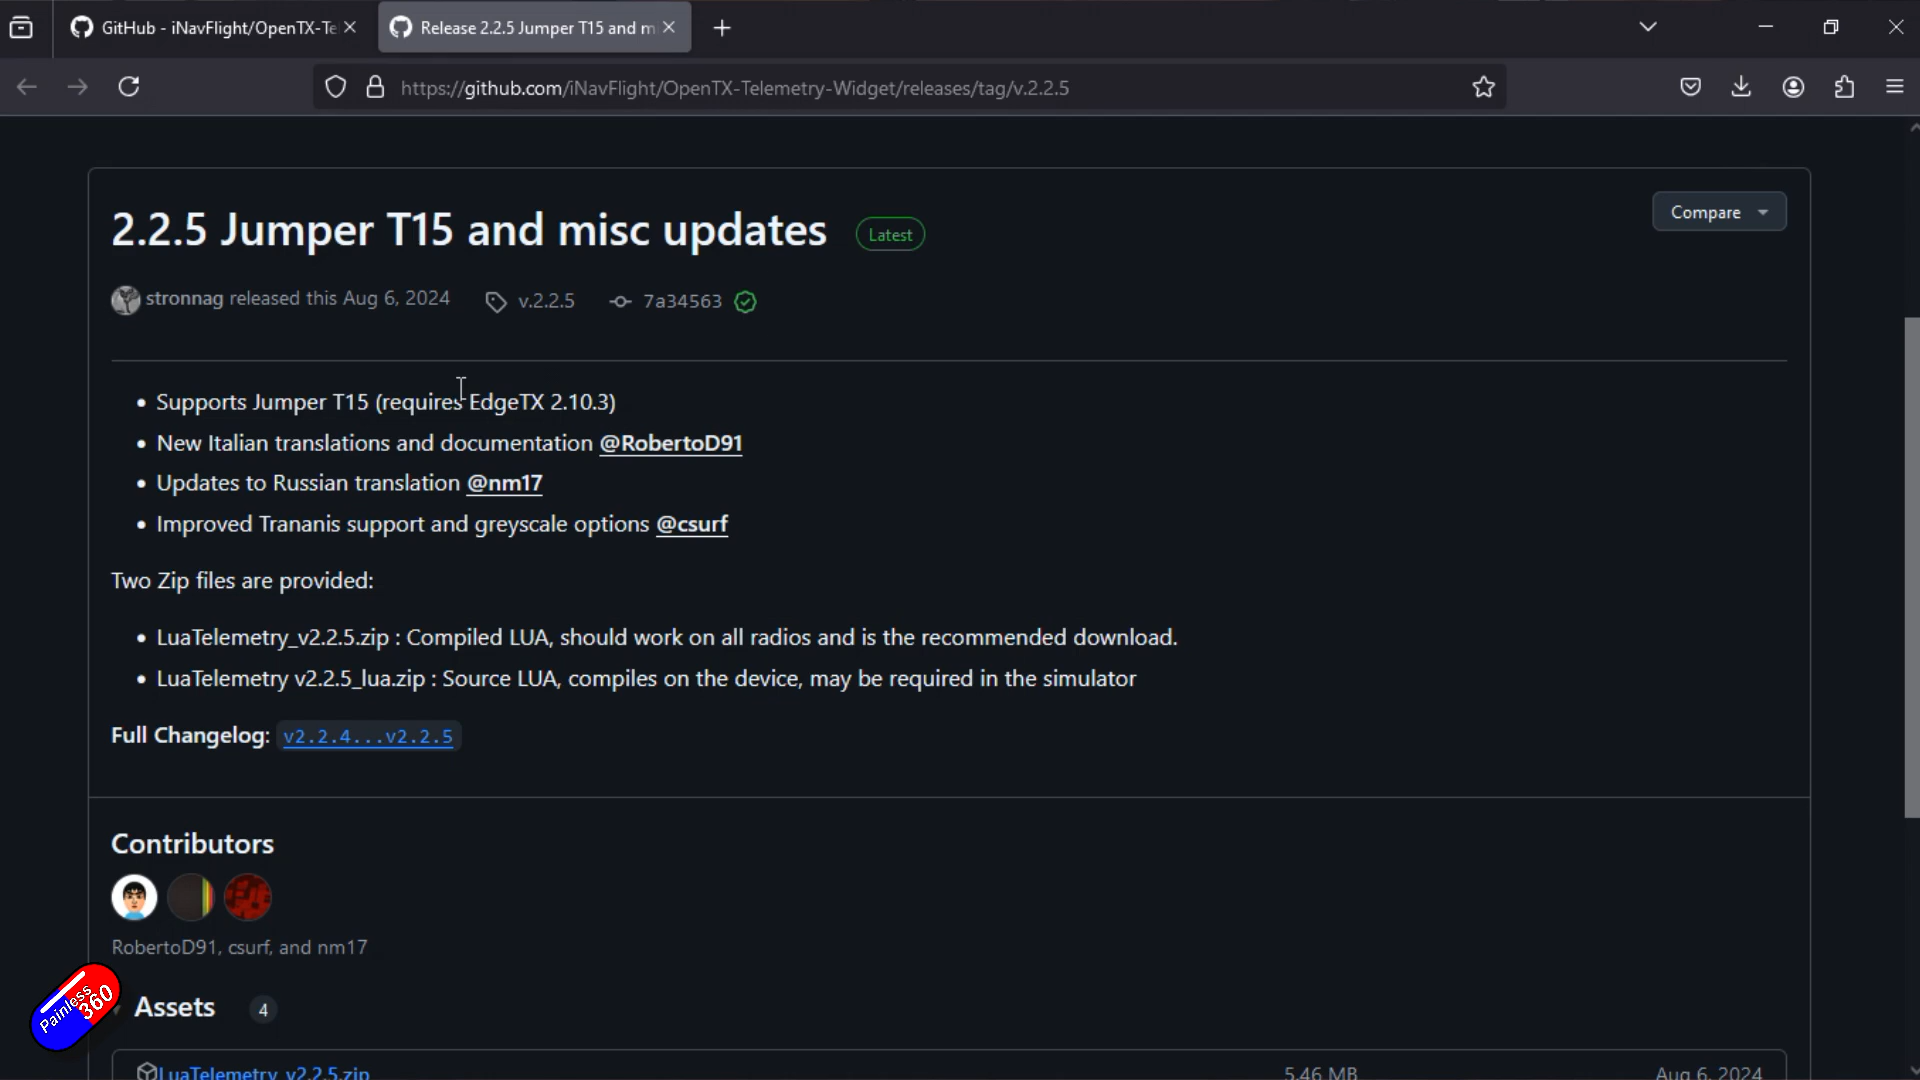 GitHub - iNavFlight/OpenTX-Te
Release 2.2.5 Jumper T15 and m
https://github.com/iNavFlight/OpenTX-Telemetry-Widget/releases/tag/v.2.2.5
2.2.5 Jumper T15 and misc updates Latest
Compare
stronnag released this Aug 6, 2024 v.2.2.5 7a34563
• Supports Jumper T15 (requires EdgeTX 2.10.3)
• New Italian translations and documentation @RobertoD91
• Updates to Russian translation @nm17
• Improved Trananis support and greyscale options @csurf
Two Zip files are provided:
• LuaTelemetry_v2.2.5.zip : Compiled LUA, should work on all radios and is the recommended download.
• LuaTelemetry v2.2.5_lua.zip : Source LUA, compiles on the device, may be required in the simulator
Full Changelog: v2.2.4...v2.2.5
Contributors
RobertoD91, csurf, and nm17
Painless
360
Assets 4
LuaTelemetry_v2.2.5.zip 5.46 MB Aug 6, 2024